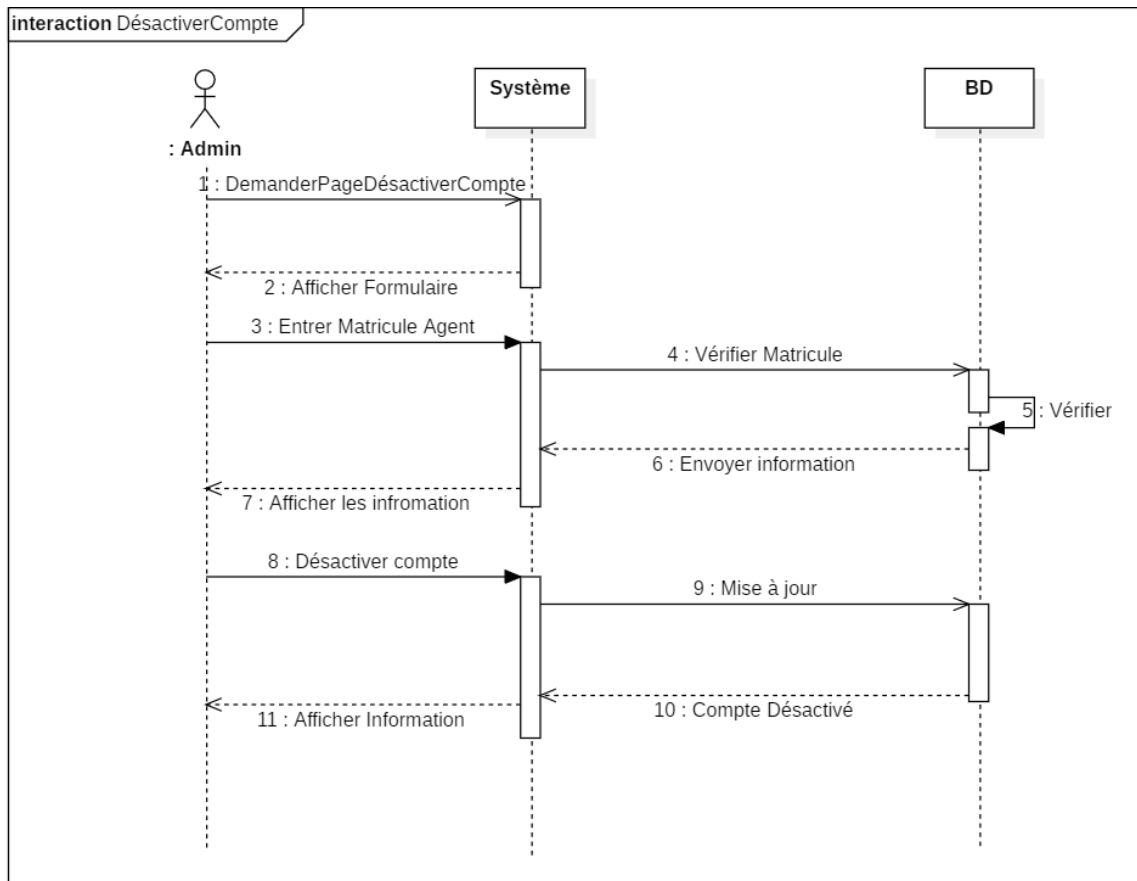 interaction DésactiverCompte
Système
BD
: Admin
1 : DemanderPageDésactiverCompte
2 : Afficher Formulaire
3 : Entrer Matricule Agent
4 : Vérifier Matricule
5 : Vérifier
6 : Envoyer information
7 : Afficher les infromation
8 : Désactiver compte
9 : Mise à jour
10 : Compte Désactivé
11 : Afficher Information